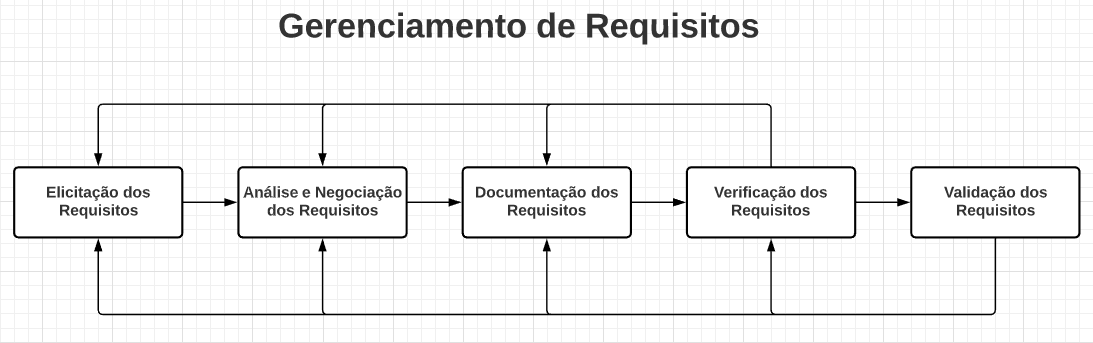 Gerenciamento de Requisitos
Elicitação dos
Requisitos
Análise e Negociação
dos Requisitos
Documentação dos
Requisitos
Verificação dos
Requisitos
Validação dos
Requisitos